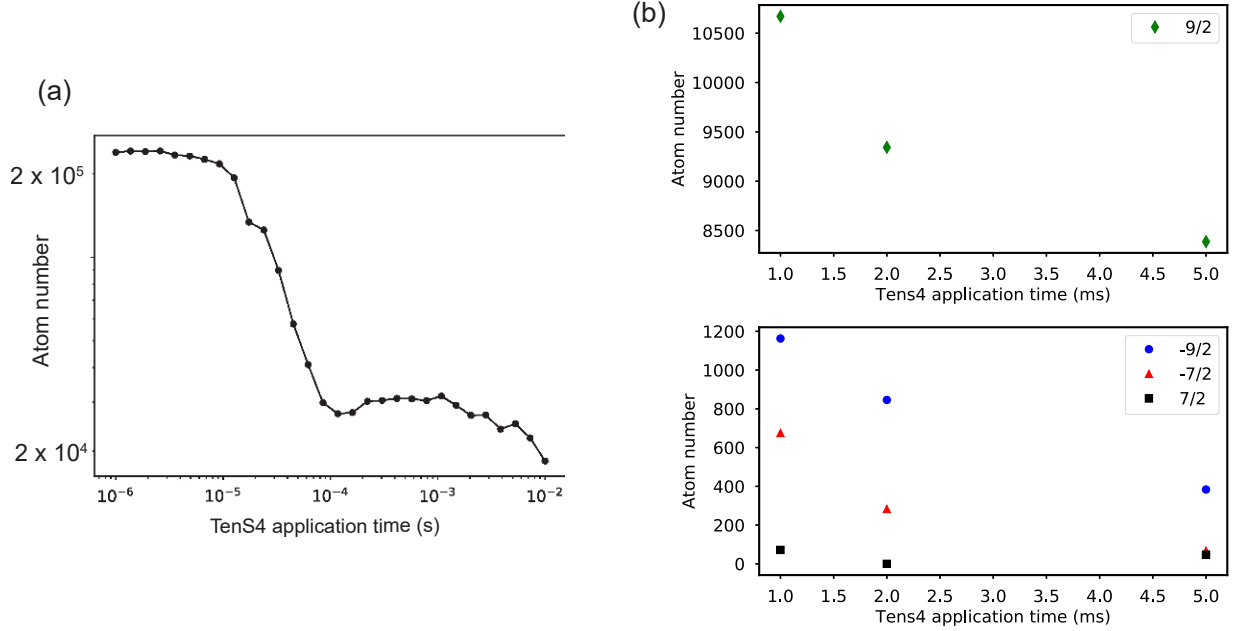 (a)
2 x 10⁵
2 x 10⁴
Atom number
10⁻⁶ 10⁻⁵ 10⁻⁴ 10⁻³ 10⁻²
TenS4 application time (s)
(b)
10500
10000
9500
9000
8500
Atom number
9/2
1.0 1.5 2.0 2.5 3.0 3.5 4.0 4.5 5.0
Tens4 application time (ms)
1200
1000
800
600
400
200
0
Atom number
-9/2
-7/2
7/2
1.0 1.5 2.0 2.5 3.0 3.5 4.0 4.5 5.0
Tens4 application time (ms)